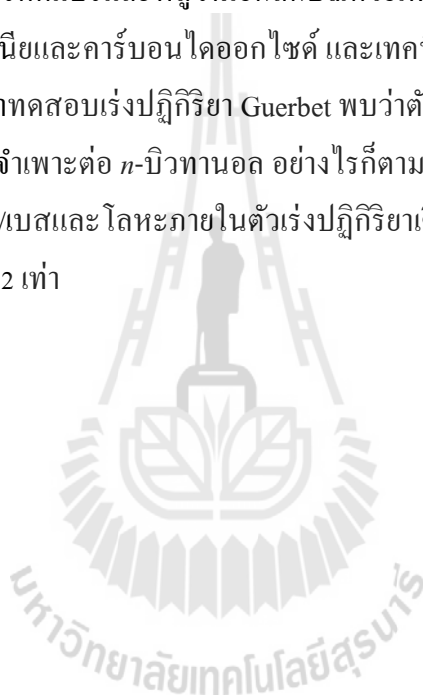 นียและคาร์บอนไดออกไซด์ และเทค
ทดสอบเร่งปฏิกิริยา Guerbet พบว่าตั
จำเพาะต่อ n-บิวทานอล อย่างไรก็ตาม
/เบสและโลหะภายในตัวเร่งปฏิกิริยาเ
2 เท่า
มหาวิทยาลัยเทคโนโลยีสุรนารี